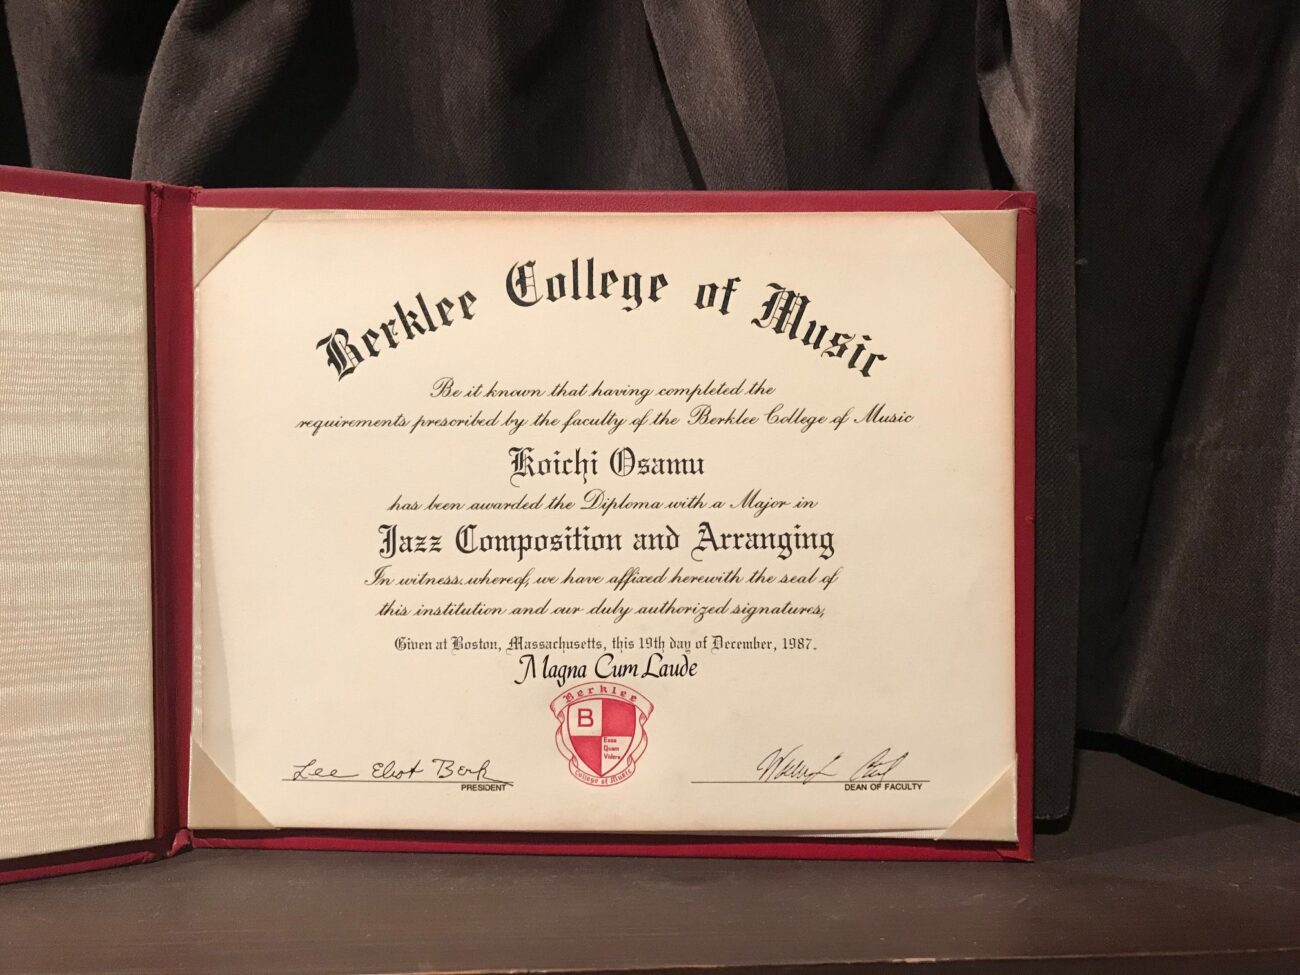 Berklee College of Music
Be it known that having completed the
requirements prescribed by the faculty of the Berklee College of Music
Koichi Osamu
has been awarded the Diploma with a Major in
Jazz Composition and Arranging
In witness whereof, we have affixed herewith the seal of
this institution and our duly authorized signatures,
Given at Boston, Massachusetts, this 19th day of December, 1987.
Magna Cum Laude
Berklee
B
Esse
Quam
Videri
College of Music
Lee Eliot Berk
PRESIDENT
DEAN OF FACULTY